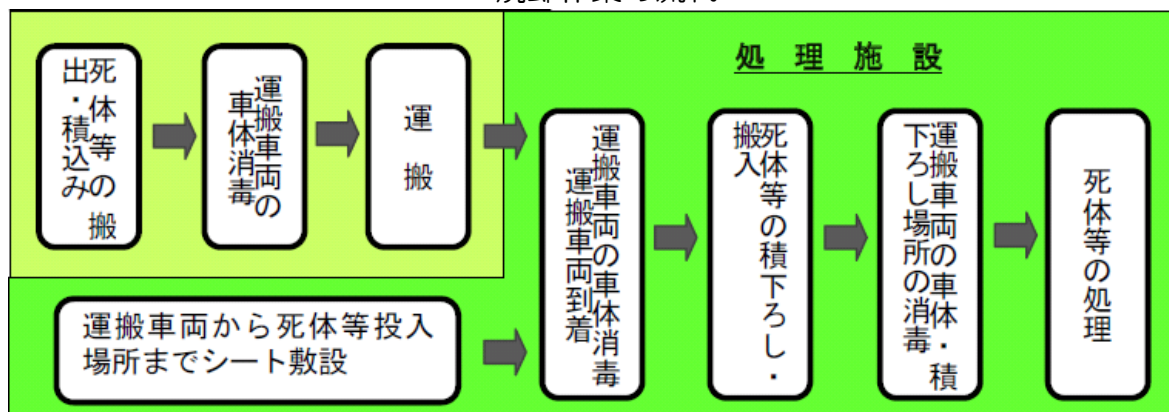 処理施設
死体等の搬
出・積込み
運搬車両の
車体消毒
運搬
運搬車両の車体消毒
運搬車両到着
死体等の積下ろし・
搬入
運搬車両の車体・積
下ろし場所の消毒
死体等の処理
運搬車両から死体等投入
場所までシート敷設